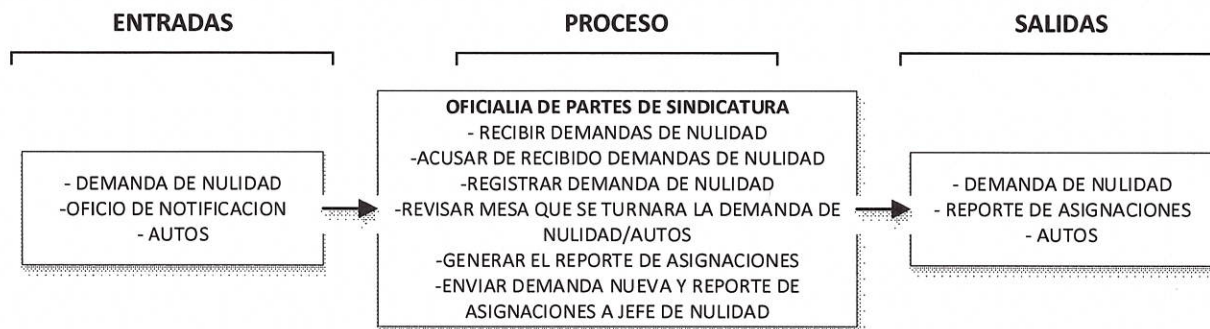 ENTRADAS
PROCESO
SALIDAS
- DEMANDA DE NULIDAD
-OFICIO DE NOTIFICACION
- AUTOS
OFICIALIA DE PARTES DE SINDICATURA
- RECIBIR DEMANDAS DE NULIDAD
-ACUSAR DE RECIBIDO DEMANDAS DE NULIDAD
-REGISTRAR DEMANDA DE NULIDAD
-REVISAR MESA QUE SE TURNARA LA DEMANDA DE
NULIDAD/AUTOS
-GENERAR EL REPORTE DE ASIGNACIONES
-ENVIAR DEMANDA NUEVA Y REPORTE DE
ASIGNACIONES A JEFE DE NULIDAD
- DEMANDA DE NULIDAD
- REPORTE DE ASIGNACIONES
- AUTOS